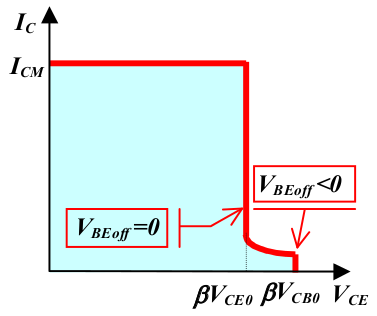 I_C
I_CM
V_BEoff<0
V_BEoff=0
βV_CE0 βV_CB0 V_CE